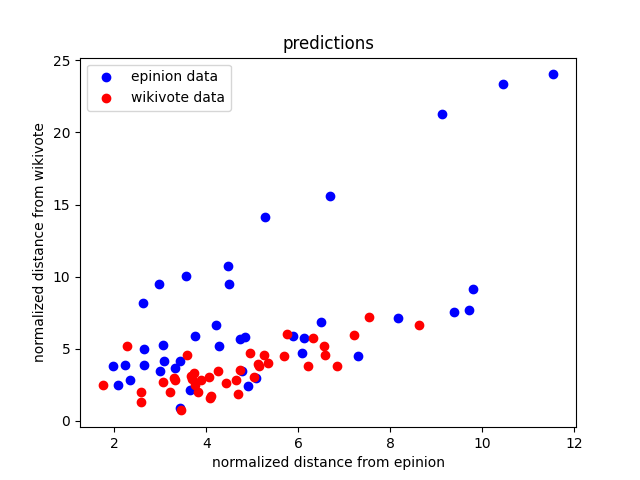 predictions
epinion data
wikivote data
normalized distance from wikivote
25
20
15
10
5
0
2
4
6
8
10
12
normalized distance from epinion